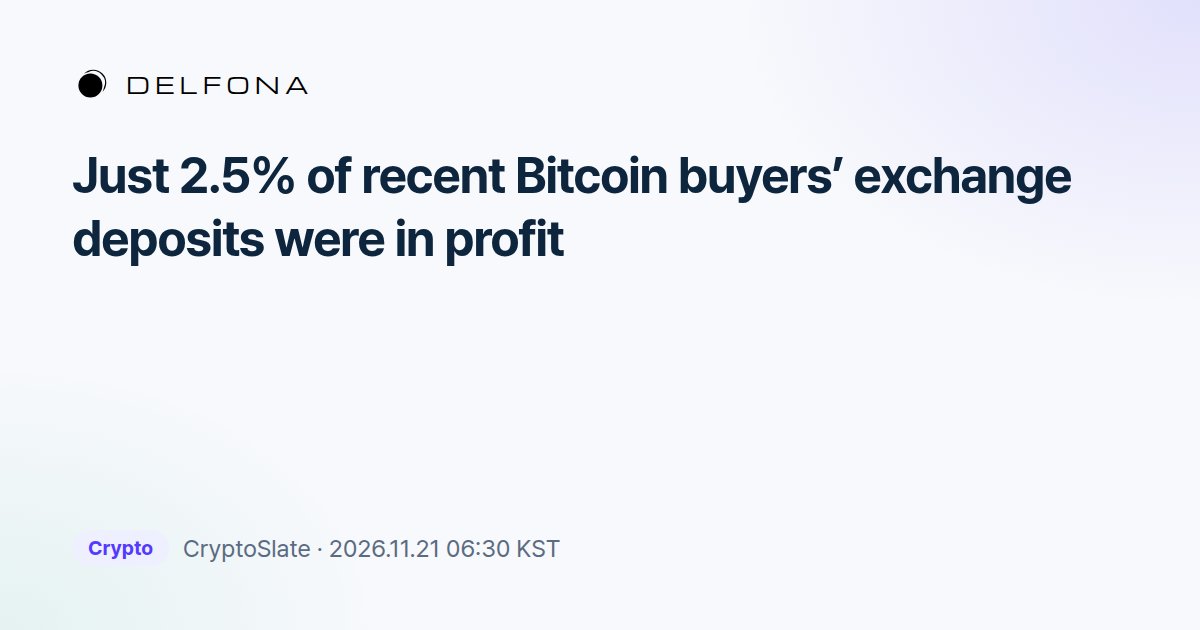 DELFONA
Just 2.5% of recent Bitcoin buyers’ exchange
deposits were in profit
Crypto CryptoSlate · 2026.11.21 06:30 KST